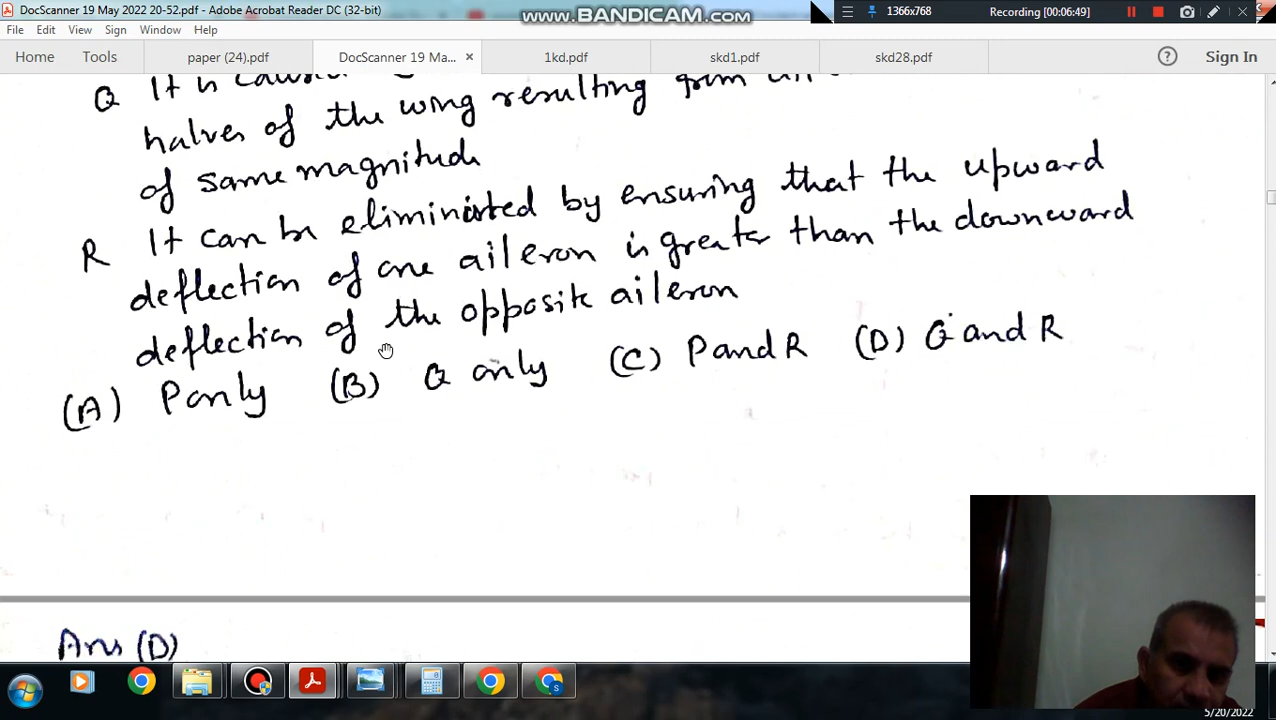 DocScanner 19 May 2022 20-52.pdf - Adobe Acrobat Reader DC (32-bit)
www.BANDICAM.com
1366x768
Recording [00:06:49]
File Edit View Sign Window Help
Home Tools paper (24).pdf DocScanner 19 Ma... × 1kd.pdf skd1.pdf skd28.pdf Sign In
Q It is
halves of the wing resulting from
of same magnitude
R It can be eliminated by ensuring that the upward
deflection of one aileron is greater than the downward
deflection of the opposite aileron
(A) P only (B) Q only (C) P and R (D) Q and R
Ans (D)
5/20/2022